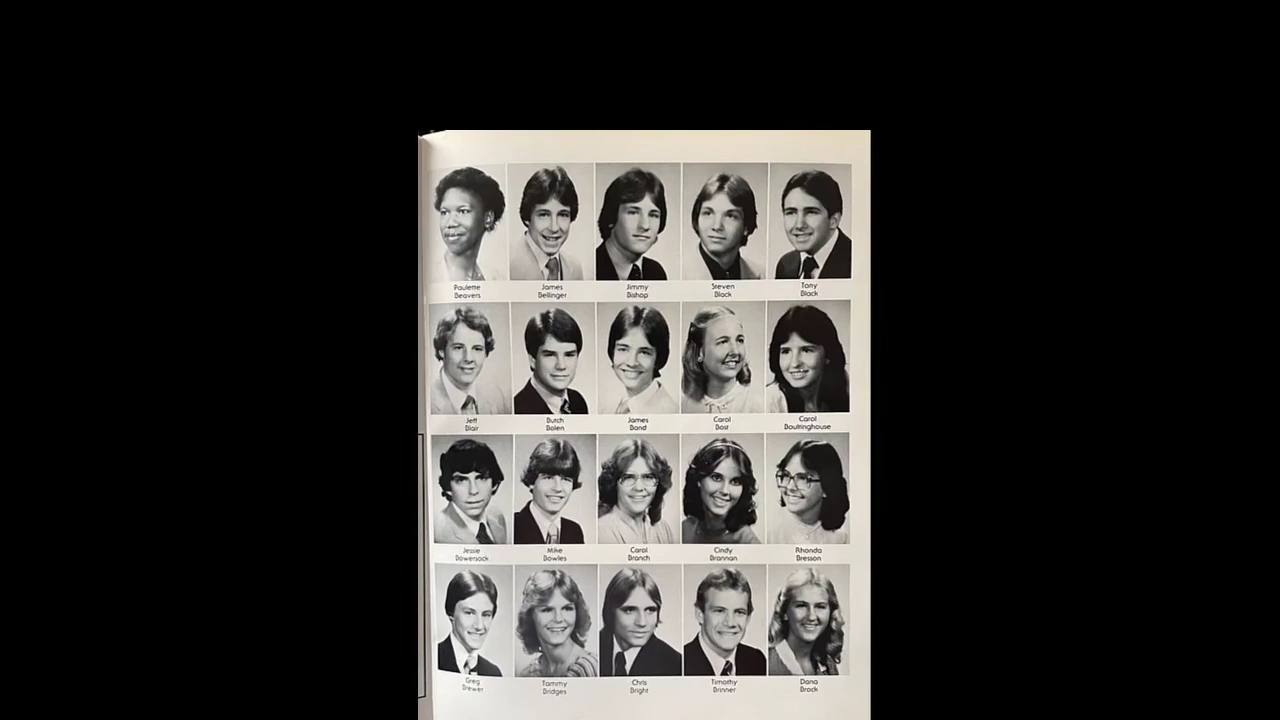 Paulette
Beavers
James
Bellinger
Jimmy
Bishop
Steven
Black
Tony
Black
Jeff
Blair
Butch
Bolen
James
Bond
Carol
Bost
Carol
Boultinghouse
Jessie
Bowersock
Mike
Bowles
Carol
Branch
Cindy
Brannan
Rhonda
Bresson
Greg
Brewer
Tammy
Bridges
Chris
Bright
Timothy
Brinner
Dana
Brock